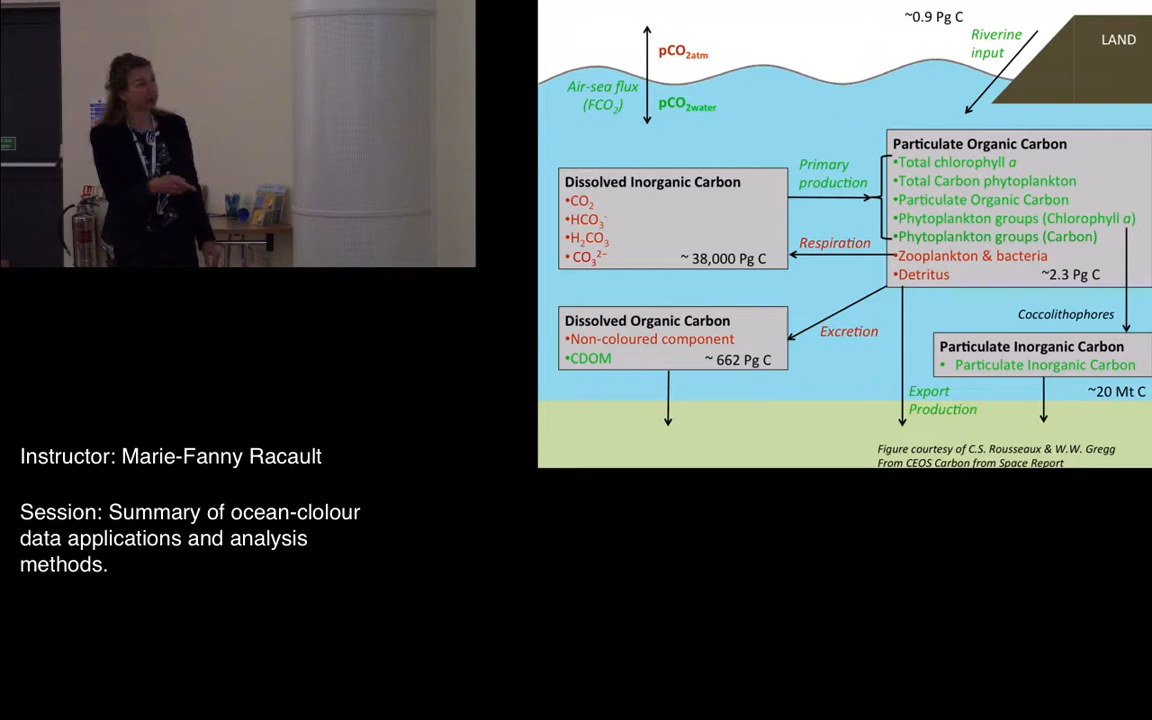 ~0.9 Pg C
Riverine
input
LAND
pCO₂atm
Air-sea flux
(FCO₂)
pCO₂water
Dissolved Inorganic Carbon
•CO₂
•HCO₃⁻
•H₂CO₃
•CO₃²⁻
~ 38,000 Pg C
Primary
production
Respiration
Particulate Organic Carbon
•Total chlorophyll a
•Total Carbon phytoplankton
•Particulate Organic Carbon
•Phytoplankton groups (Chlorophyll a)
•Phytoplankton groups (Carbon)
•Zooplankton & bacteria
•Detritus
~2.3 Pg C
Dissolved Organic Carbon
•Non-coloured component
•CDOM
~ 662 Pg C
Excretion
Coccolithophores
Particulate Inorganic Carbon
• Particulate Inorganic Carbon
~20 Mt C
Export
Production
Figure courtesy of C.S. Rousseaux & W.W. Gregg
From CEOS Carbon from Space Report
Instructor: Marie-Fanny Racault
Session: Summary of ocean-clolour
data applications and analysis
methods.